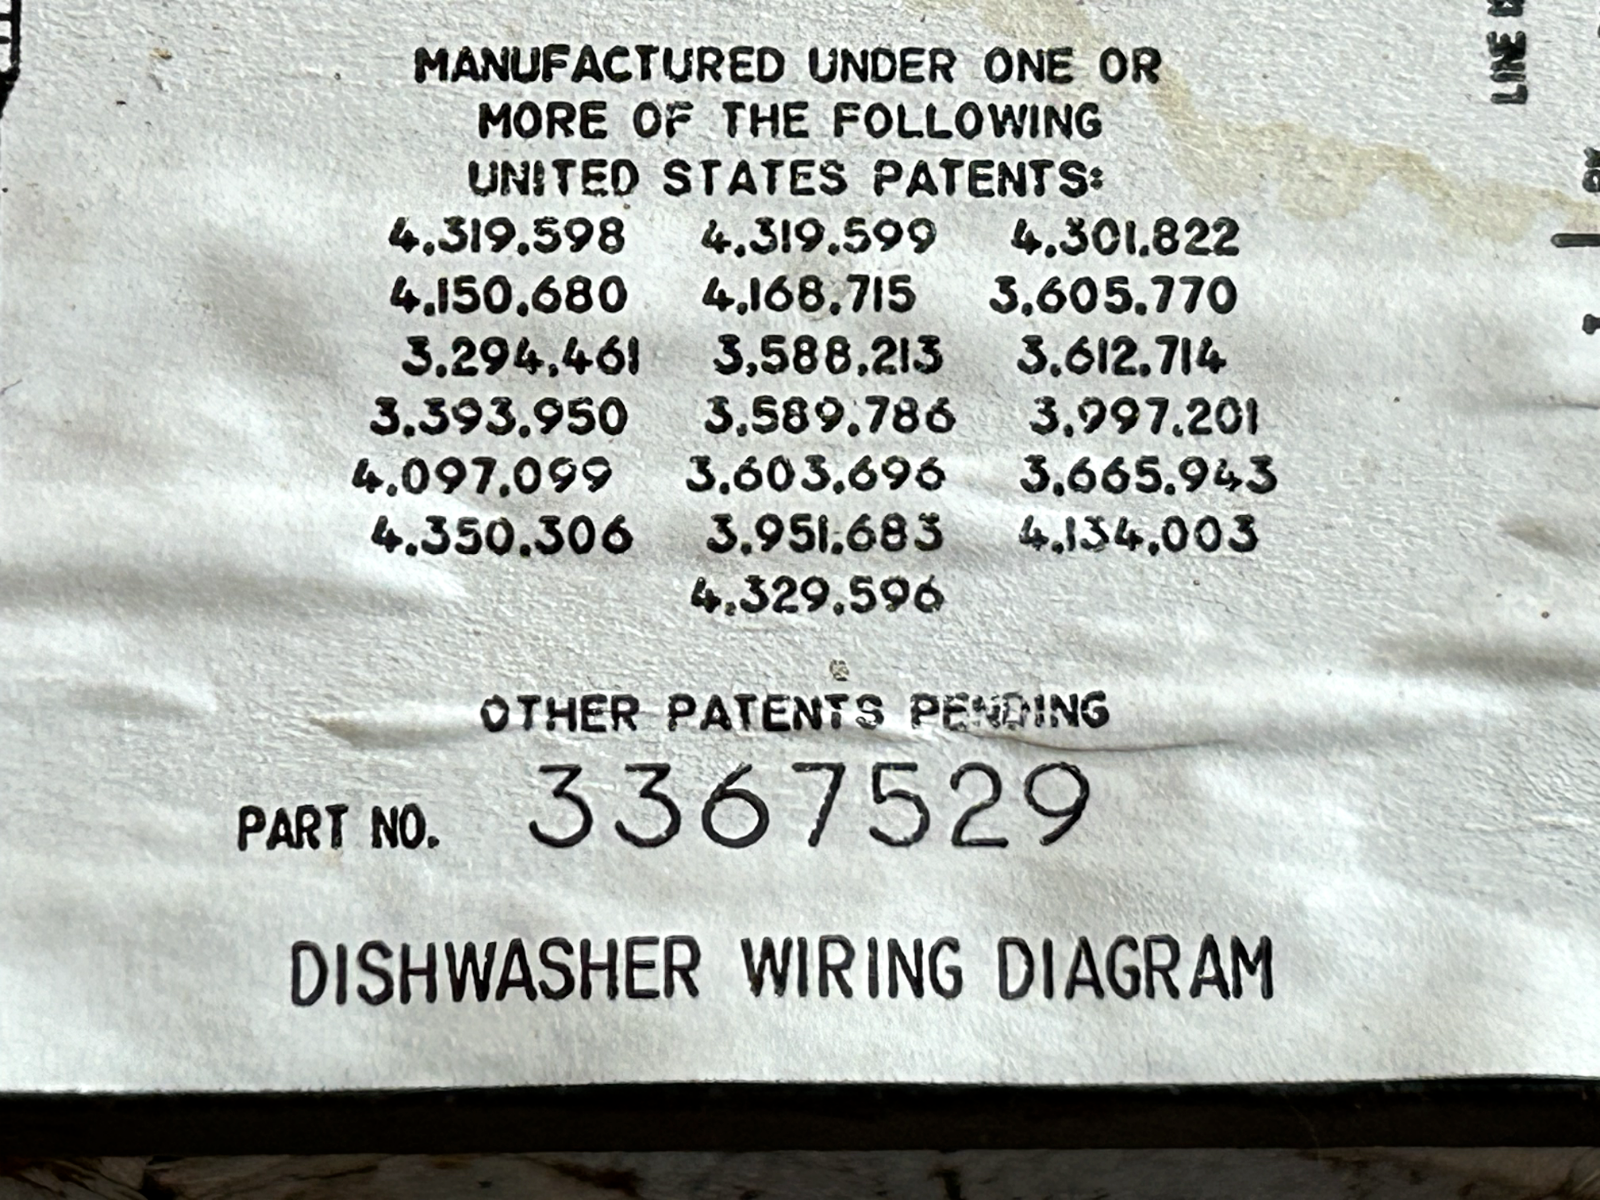 MANUFACTURED UNDER ONE OR
MORE OF THE FOLLOWING
UNITED STATES PATENTS:
4,319,598 4,319,599 4,301,822
4,150,680 4,168,715 3,605,770
3,294,461 3,588,213 3,612,714
3,393,950 3,589,786 3,997,201
4,097,099 3,603,696 3,665,943
4,350,306 3,951,683 4,134,003
4,329,596
OTHER PATENTS PENDING
PART NO. 3367529
DISHWASHER WIRING DIAGRAM
LINE